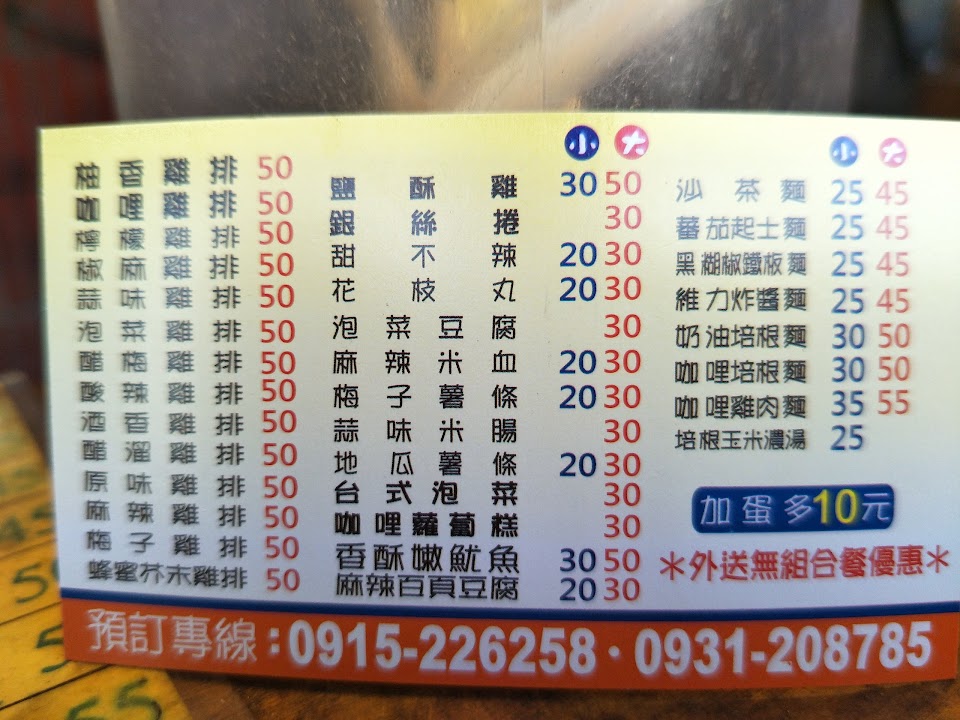 柚香雞排 50
咖哩雞排 50
檸檬雞排 50
椒麻雞排 50
蒜味雞排 50
泡菜雞排 50
醋梅雞排 50
酸辣雞排 50
酒香雞排 50
醋溜雞排 50
原味雞排 50
麻辣雞排 50
梅子雞排 50
蜂蜜芥末雞排 50
小 大
鹽酥雞 30 50
銀絲捲 30
甜不辣 20 30
花枝丸 20 30
泡菜豆腐 30
麻辣米血 20 30
梅子薯條 20 30
蒜味米腸 30
地瓜薯條 20 30
台式泡菜 30
咖哩蘿蔔糕 30
香酥嫩魷魚 30 50
麻辣百頁豆腐 20 30
小 大
沙茶麵 25 45
蕃茄起士麵 25 45
黑胡椒鐵板麵 25 45
維力炸醬麵 25 45
奶油培根麵 30 50
咖哩培根麵 30 50
咖哩雞肉麵 35 55
培根玉米濃湯 25
加蛋多10元
＊外送無組合餐優惠＊
預訂專線：0915-226258·0931-208785
55